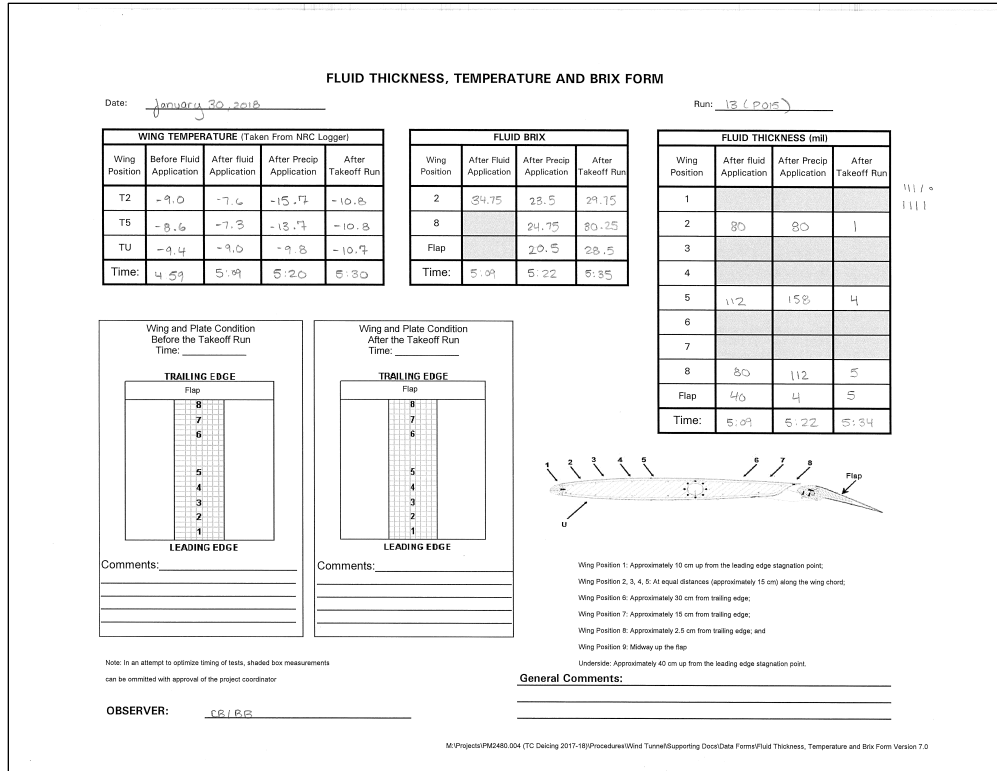 FLUID THICKNESS, TEMPERATURE AND BRIX FORM
Date: January 30, 2018
Run: 13 (P015)
WING TEMPERATURE (Taken From NRC Logger)
Wing Position Before Fluid Application After fluid Application After Precip Application After Takeoff Run
T2 -9.0 -7.6 -15.7 -10.8
T5 -8.6 -7.3 -13.7 -10.8
TU -9.4 -9.0 -9.8 -10.7
Time: 4 59 5:09 5:20 5:30
FLUID BRIX
Wing Position After Fluid Application After Precip Application After Takeoff Run
2 34.75 23.5 29.75
8 24.75 30.25
Flap 20.5 28.5
Time: 5:09 5:22 5:35
FLUID THICKNESS (mil)
Wing Position After fluid Application After Precip Application After Takeoff Run
1
2 80 80 1
3
4
5 112 158 4
6
7
8 80 112 5
Flap 40 4 5
Time: 5:09 5:22 5:34
Wing and Plate Condition
Before the Takeoff Run
Time:
TRAILING EDGE
Flap
8
7
6
5
4
3
2
1
LEADING EDGE
Comments:
Wing and Plate Condition
After the Takeoff Run
Time:
TRAILING EDGE
Flap
8
7
6
5
4
3
2
1
LEADING EDGE
Comments:
1 2 3 4 5 6 7 8 Flap
U
Wing Position 1: Approximately 10 cm up from the leading edge stagnation point;
Wing Position 2, 3, 4, 5: At equal distances (approximately 15 cm) along the wing chord;
Wing Position 6: Approximately 30 cm from trailing edge;
Wing Position 7: Approximately 15 cm from trailing edge;
Wing Position 8: Approximately 2.5 cm from trailing edge; and
Wing Position 9: Midway up the flap
Underside: Approximately 40 cm up from the leading edge stagnation point.
Note: In an attempt to optimize timing of tests, shaded box measurements
can be ommitted with approval of the project coordinator
General Comments:
OBSERVER: CB/BB
M:\Projects\PM2480.004 (TC Deicing 2017-18)\Procedures\Wind Tunnel\Supporting Docs\Data Forms\Fluid Thickness, Temperature and Brix Form Version 7.0